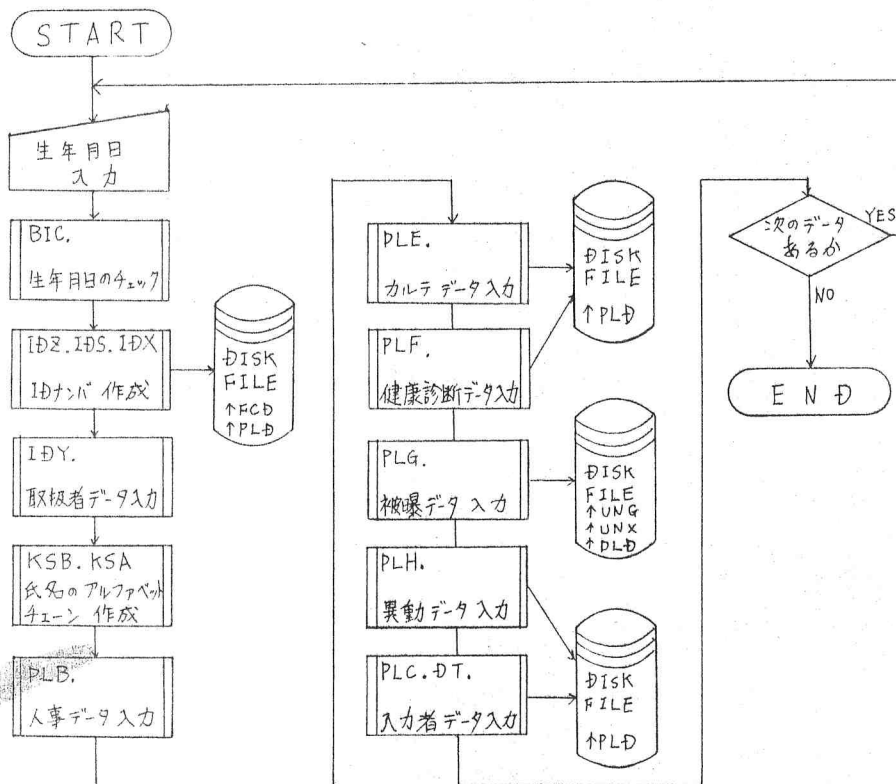 START
生年月日
入力
BIC.
生年月日のチェック
IDZ.IDS.IDX
IDナンバ 作成
DISK
FILE
↑FCD
↑PLD
IDY.
取扱者データ入力
KSB.KSA
氏名のアルファベット
チェーン 作成
PLB.
人事データ入力
PLE.
カルテデータ入力
DISK
FILE
↑PLD
PLF.
健康診断データ入力
PLG.
被曝データ入力
DISK
FILE
↑UNG
↑UNX
↑PLD
PLH.
異動データ入力
PLC.DT.
入力者データ入力
DISK
FILE
↑PLD
次のデータ
あるか
YES
NO
END